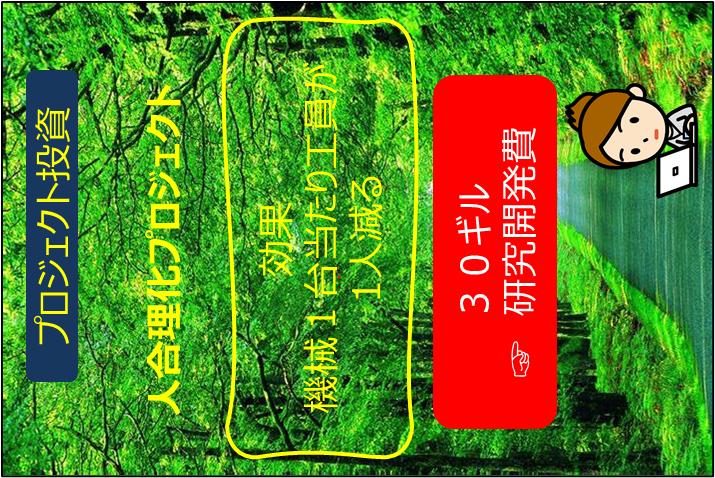 プロジェクト投資
人合理化プロジェクト
効果
機械1台当たり工員が
1人減る
30ギル
☞ 研究開発費